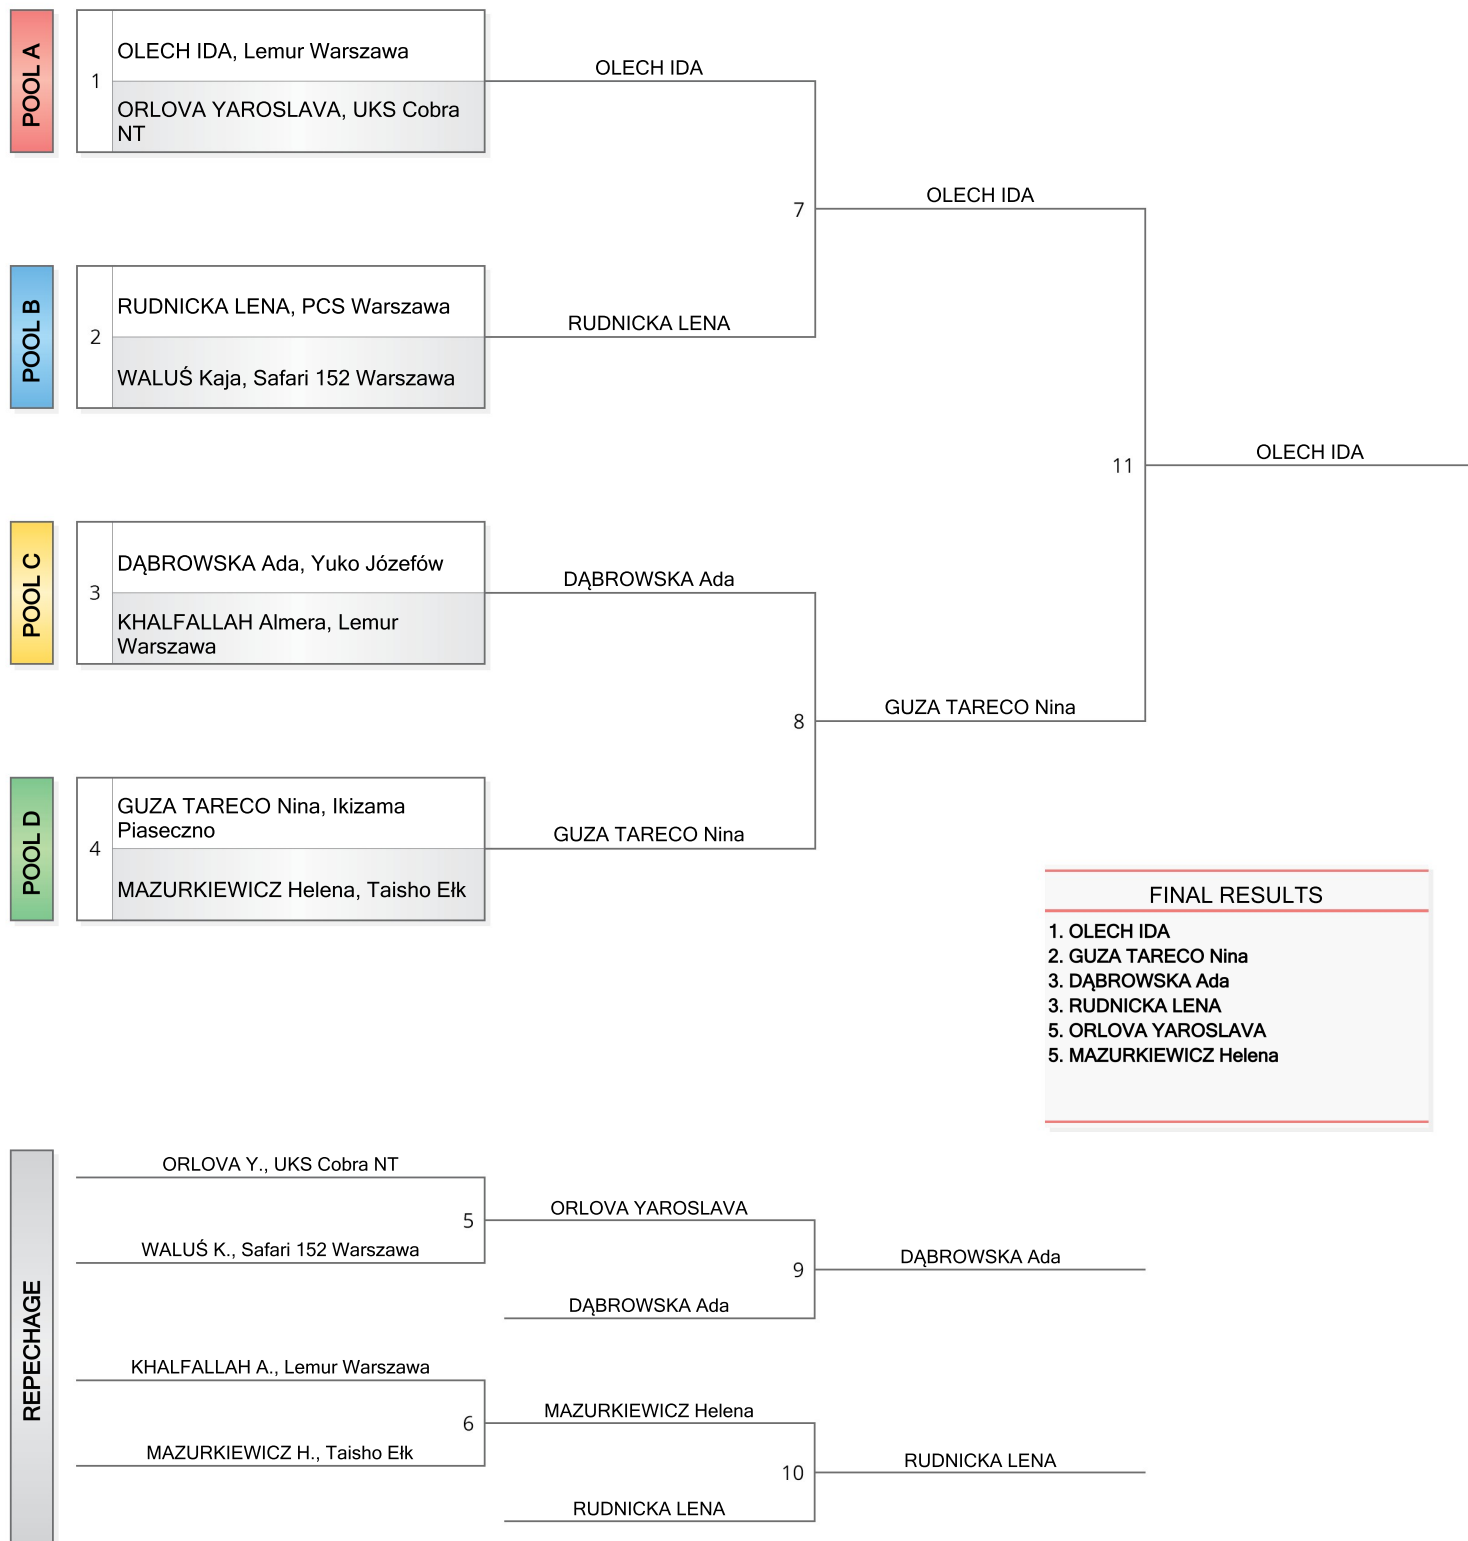 POOL A
1
OLECH IDA, Lemur Warszawa
ORLOVA YAROSLAVA, UKS Cobra
NT
OLECH IDA
7
OLECH IDA
POOL B
2
RUDNICKA LENA, PCS Warszawa
WALUŚ Kaja, Safari 152 Warszawa
RUDNICKA LENA
11
OLECH IDA
POOL C
3
DĄBROWSKA Ada, Yuko Józefów
KHALFALLAH Almera, Lemur
Warszawa
DĄBROWSKA Ada
8
GUZA TARECO Nina
POOL D
4
GUZA TARECO Nina, Ikizama
Piaseczno
MAZURKIEWICZ Helena, Taisho Ełk
GUZA TARECO Nina
FINAL RESULTS
1. OLECH IDA
2. GUZA TARECO Nina
3. DĄBROWSKA Ada
3. RUDNICKA LENA
5. ORLOVA YAROSLAVA
5. MAZURKIEWICZ Helena
REPECHAGE
ORLOVA Y., UKS Cobra NT
5
WALUŚ K., Safari 152 Warszawa
ORLOVA YAROSLAVA
9
DĄBROWSKA Ada
DĄBROWSKA Ada
KHALFALLAH A., Lemur Warszawa
6
MAZURKIEWICZ H., Taisho Ełk
MAZURKIEWICZ Helena
10
RUDNICKA LENA
RUDNICKA LENA